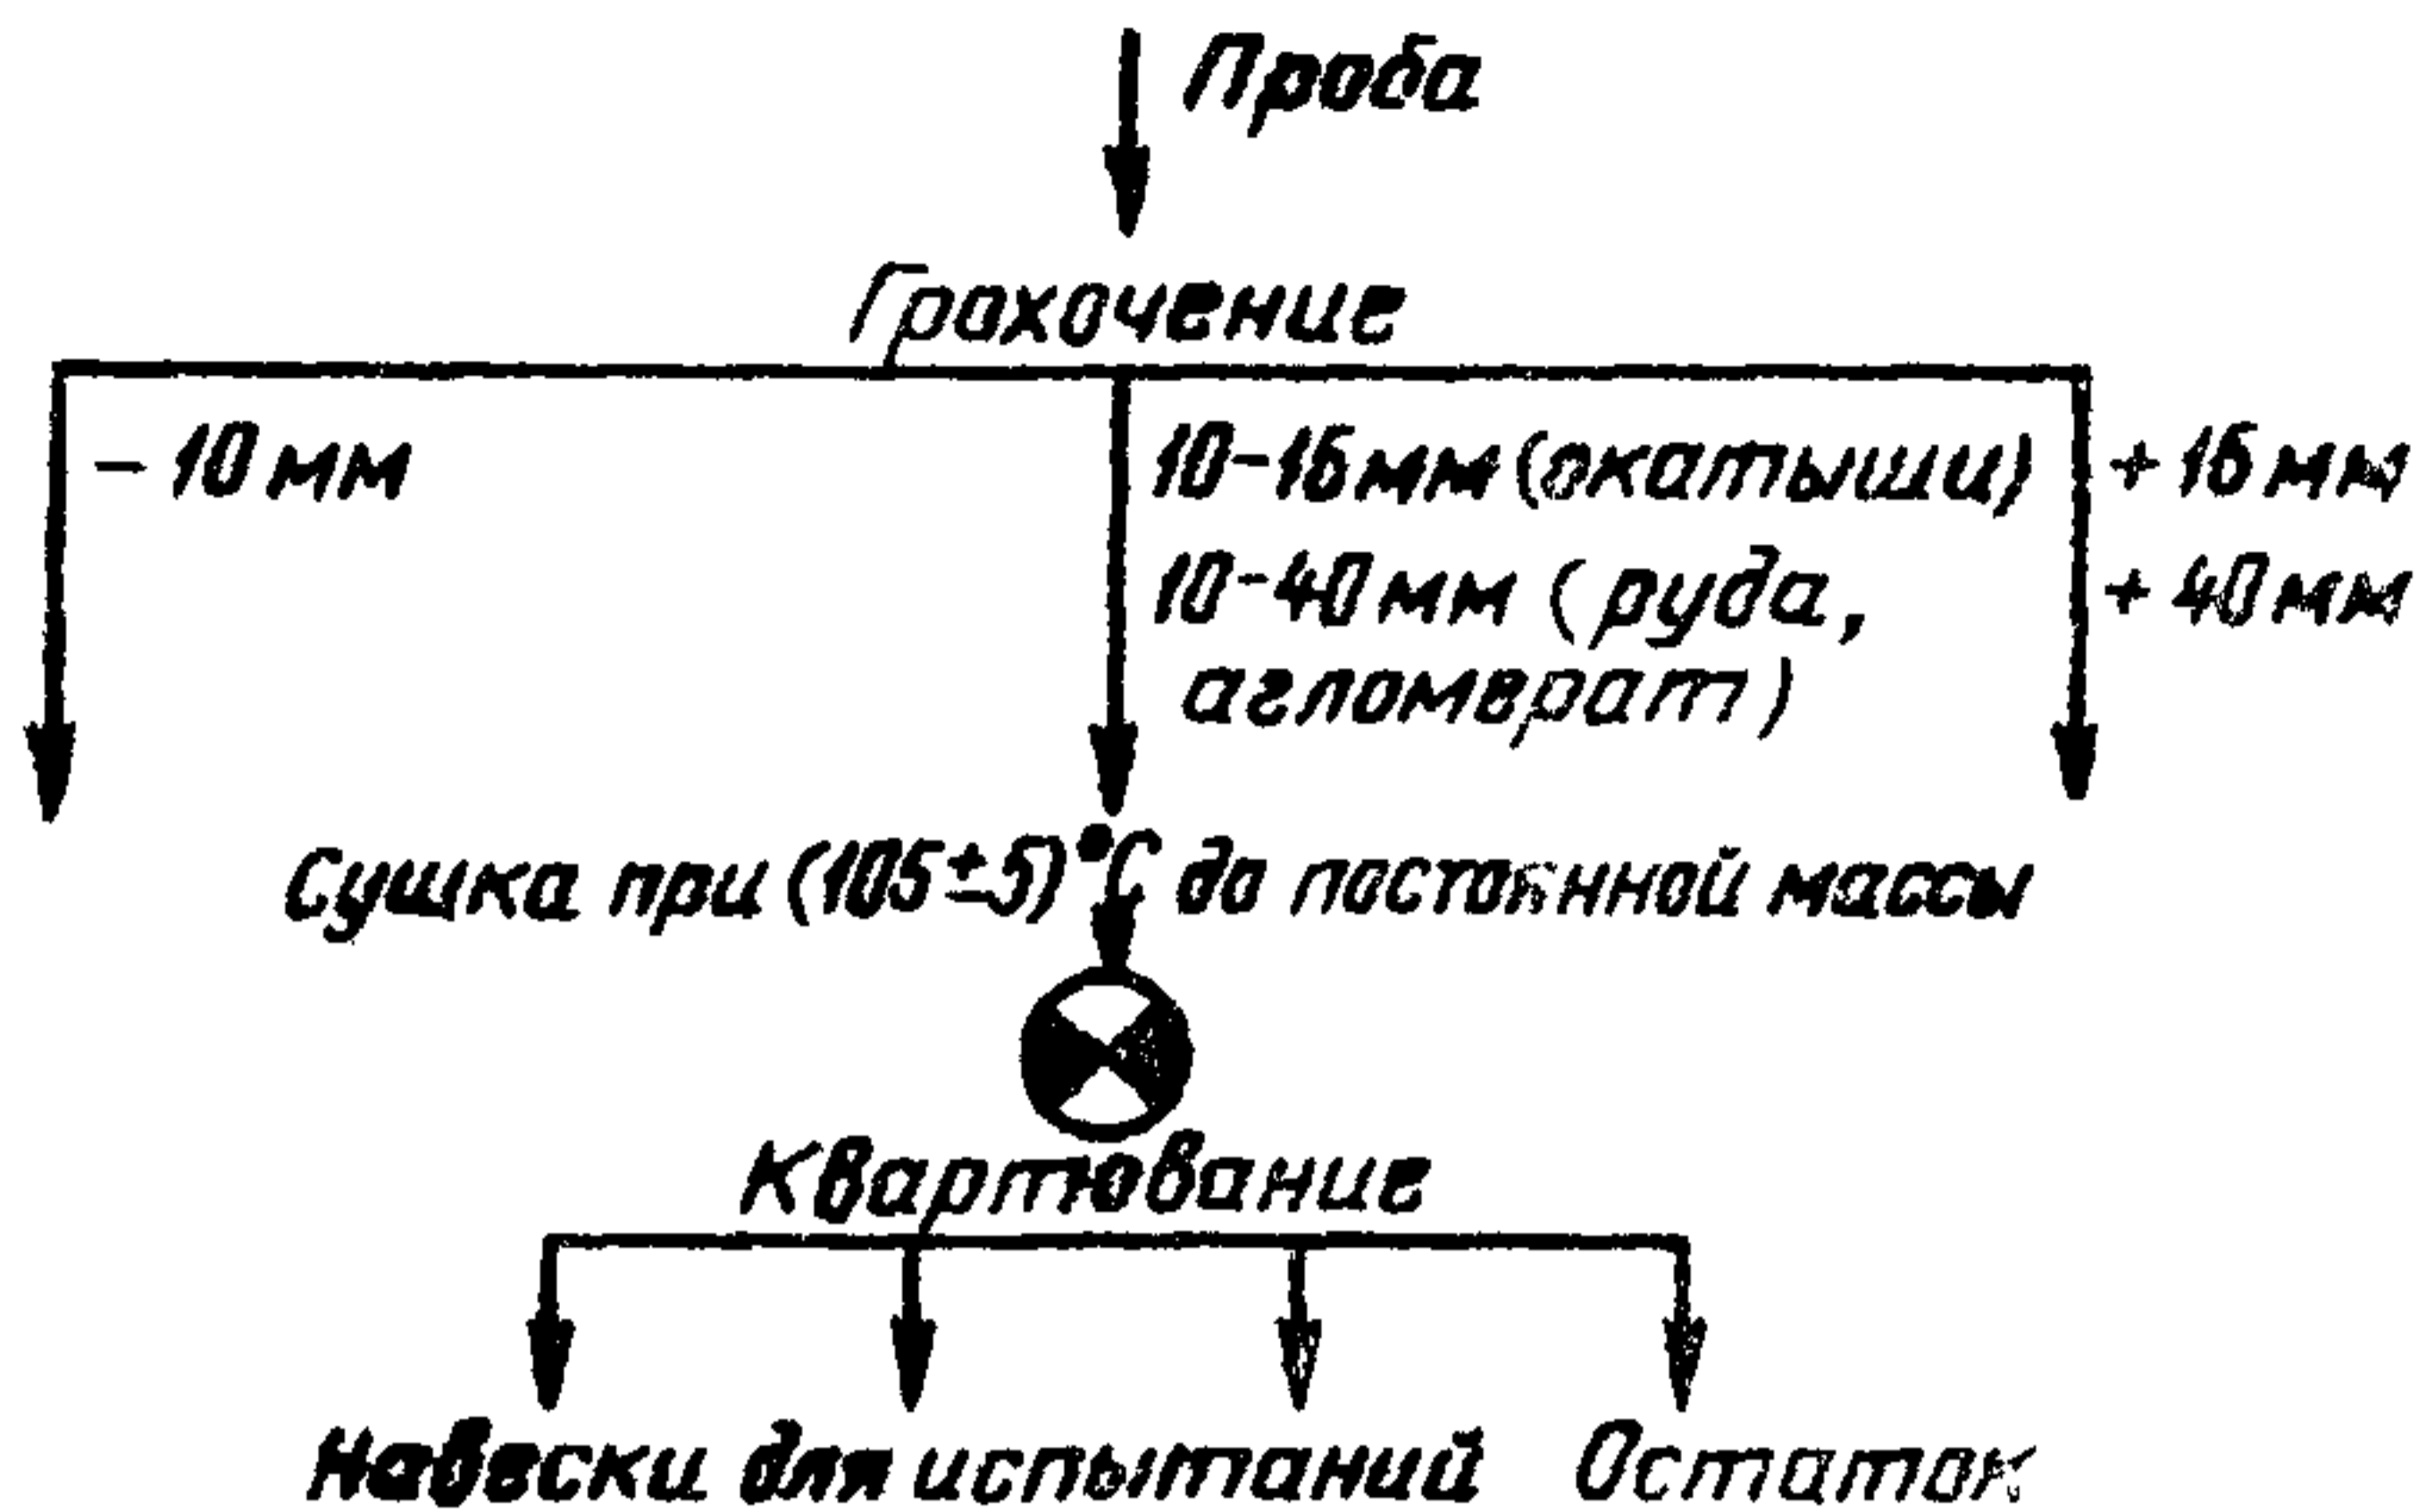 Проба
Грохочение
– 10 мм
10-16 мм (окатыши)
+ 16 мм
10-40 мм (руда,
+ 40 мм
агломерат)
Сушка при (105±5)°С до постоянной массы
Квартование
Навески для испытаний
Остаток